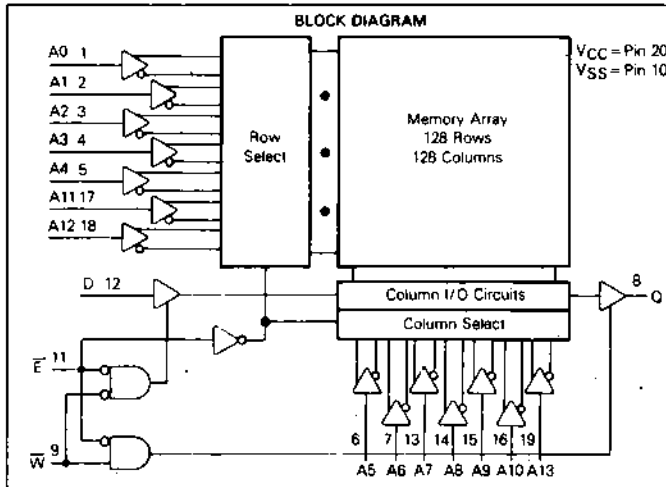 BLOCK DIAGRAM
A0 1
A1 2
A2 3
A3 4
A4 5
A11 17
A12 18
Row
Select
Memory Array
128 Rows
128 Columns
VCC = Pin 20
VSS = Pin 10
D 12
Column I/O Circuits
8
Q
Column Select
E 11
W 9
6 7 13 14 15 16 19
A5 A6 A7 A8 A9 A10 A13